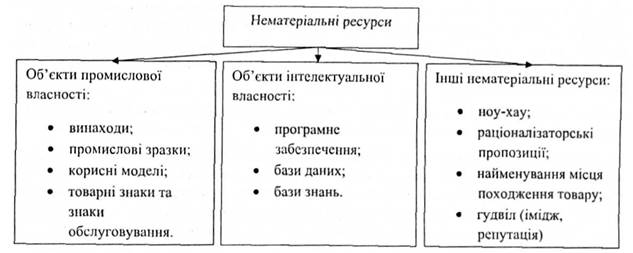 Нематеріальні ресурси
Об’єкти промислової
власності:
• винаходи;
• промислові зразки;
• корисні моделі;
• товарні знаки та
знаки
обслуговування.
Об’єкти інтелектуальної
власності:
• програмне
забезпечення;
• бази даних;
• бази знань.
Інші нематеріальні ресурси:
• ноу-хау;
• раціоналізаторські
пропозиції;
• найменування місця
походження товару;
• гудвіл (імідж,
репутація)